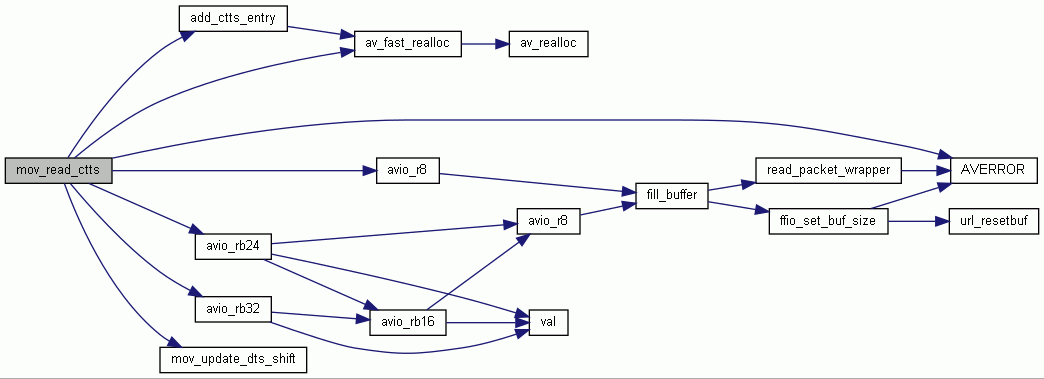 add_ctts_entry
av_fast_realloc
av_realloc
mov_read_ctts
avio_r8
read_packet_wrapper
AVERROR
fill_buffer
avio_r8
ffio_set_buf_size
url_resetbuf
avio_rb24
avio_rb32
avio_rb16
val
mov_update_dts_shift